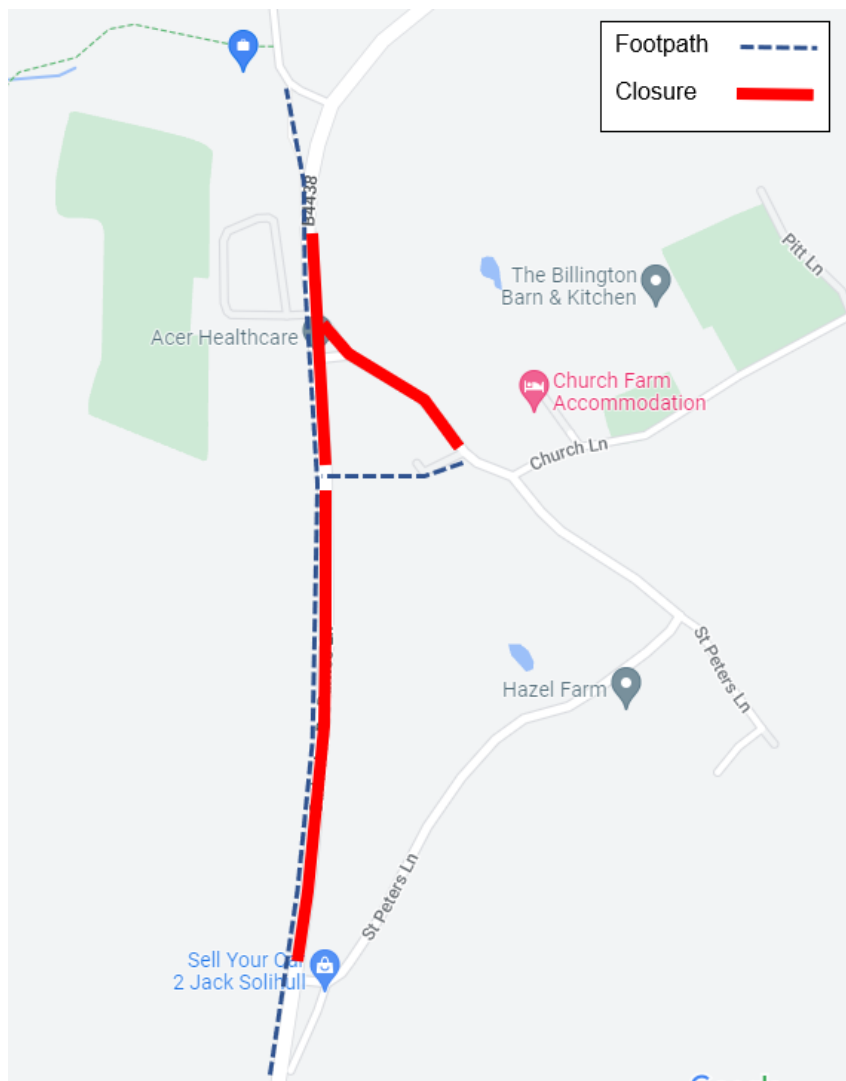 Footpath
Closure
B4438
The Billington
Barn & Kitchen
Pitt Ln
Acer Healthcare
Church Farm
Accommodation
Church Ln
St Peters Ln
Hazel Farm
St Peters Ln
Sell Your Car
2 Jack Solihull